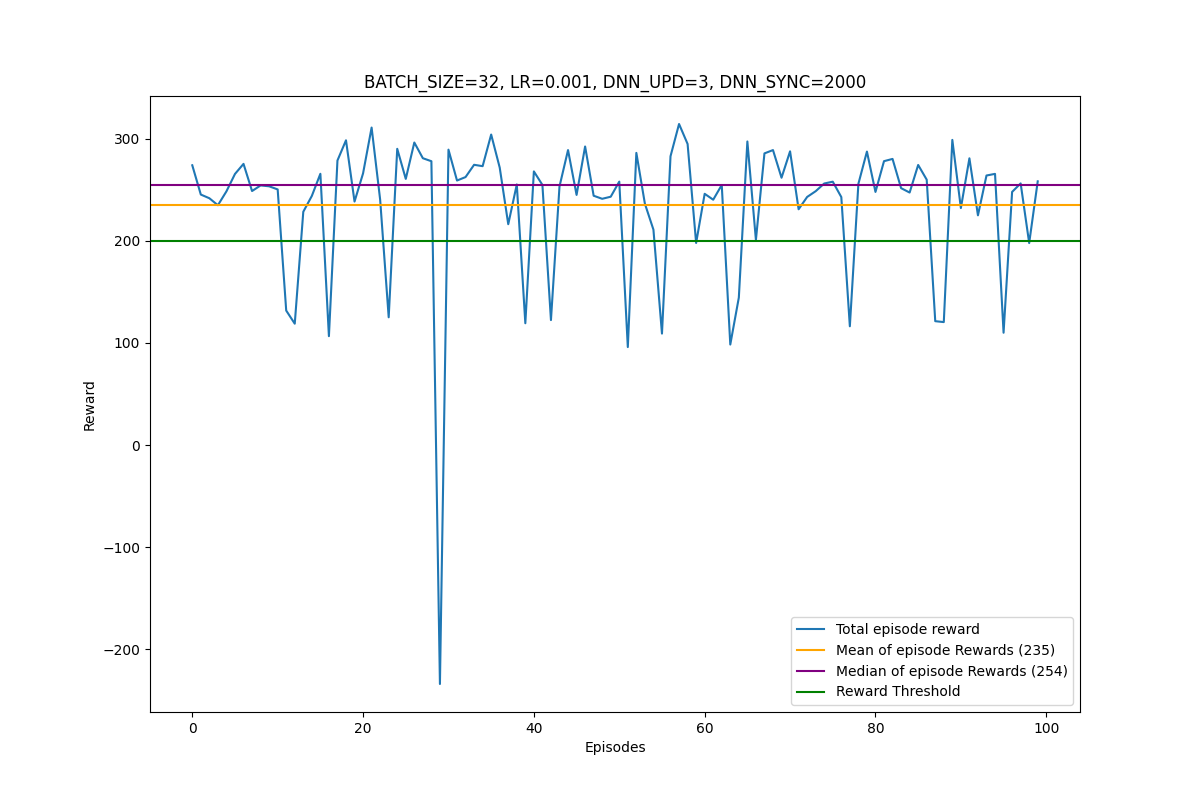 BATCH_SIZE=32, LR=0.001, DNN_UPD=3, DNN_SYNC=2000
300
200
100
0
−100
−200
Reward
Total episode reward
Mean of episode Rewards (235)
Median of episode Rewards (254)
Reward Threshold
0 20 40 60 80 100
Episodes